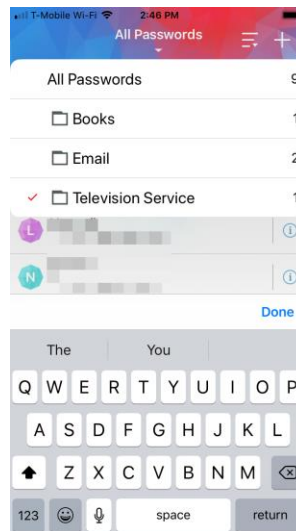 T-Mobile Wi-Fi 2:46 PM
All Passwords
All Passwords 9
Books 1
Email 2
Television Service 1
L
N
Done
The You
Q W E R T Y U I O P
A S D F G H J K L
Z X C V B N M
123 space return